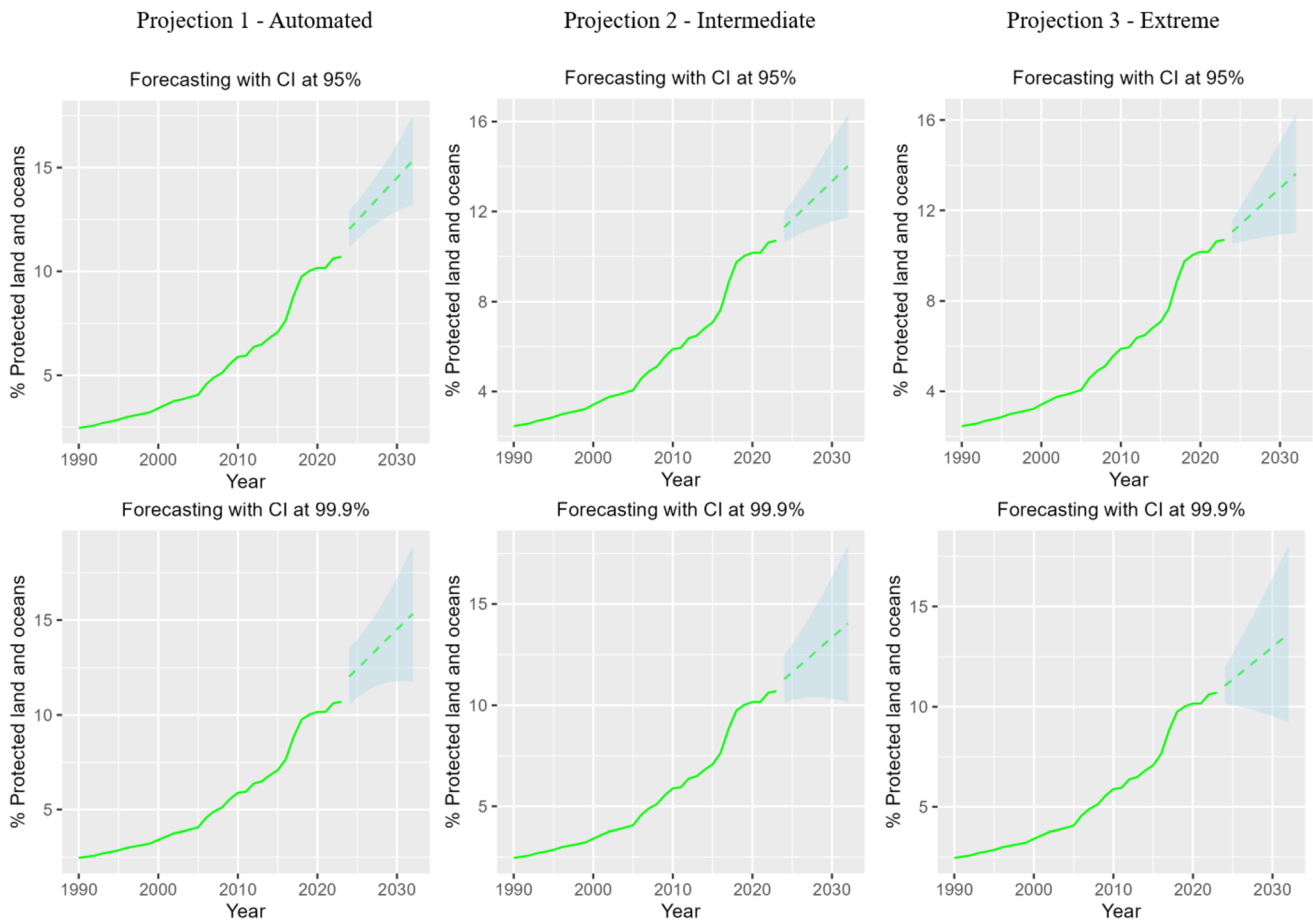 Projection 1 - Automated
Projection 2 - Intermediate
Projection 3 - Extreme
Forecasting with CI at 95%
% Protected land and oceans
15
10
5
1990 2000 2010 2020 2030
Year
Forecasting with CI at 95%
% Protected land and oceans
16
12
8
4
1990 2000 2010 2020 2030
Year
Forecasting with CI at 95%
% Protected land and oceans
16
12
8
4
1990 2000 2010 2020 2030
Year
Forecasting with CI at 99.9%
% Protected land and oceans
15
10
5
1990 2000 2010 2020 2030
Year
Forecasting with CI at 99.9%
% Protected land and oceans
15
10
5
1990 2000 2010 2020 2030
Year
Forecasting with CI at 99.9%
% Protected land and oceans
15
10
5
1990 2000 2010 2020 2030
Year